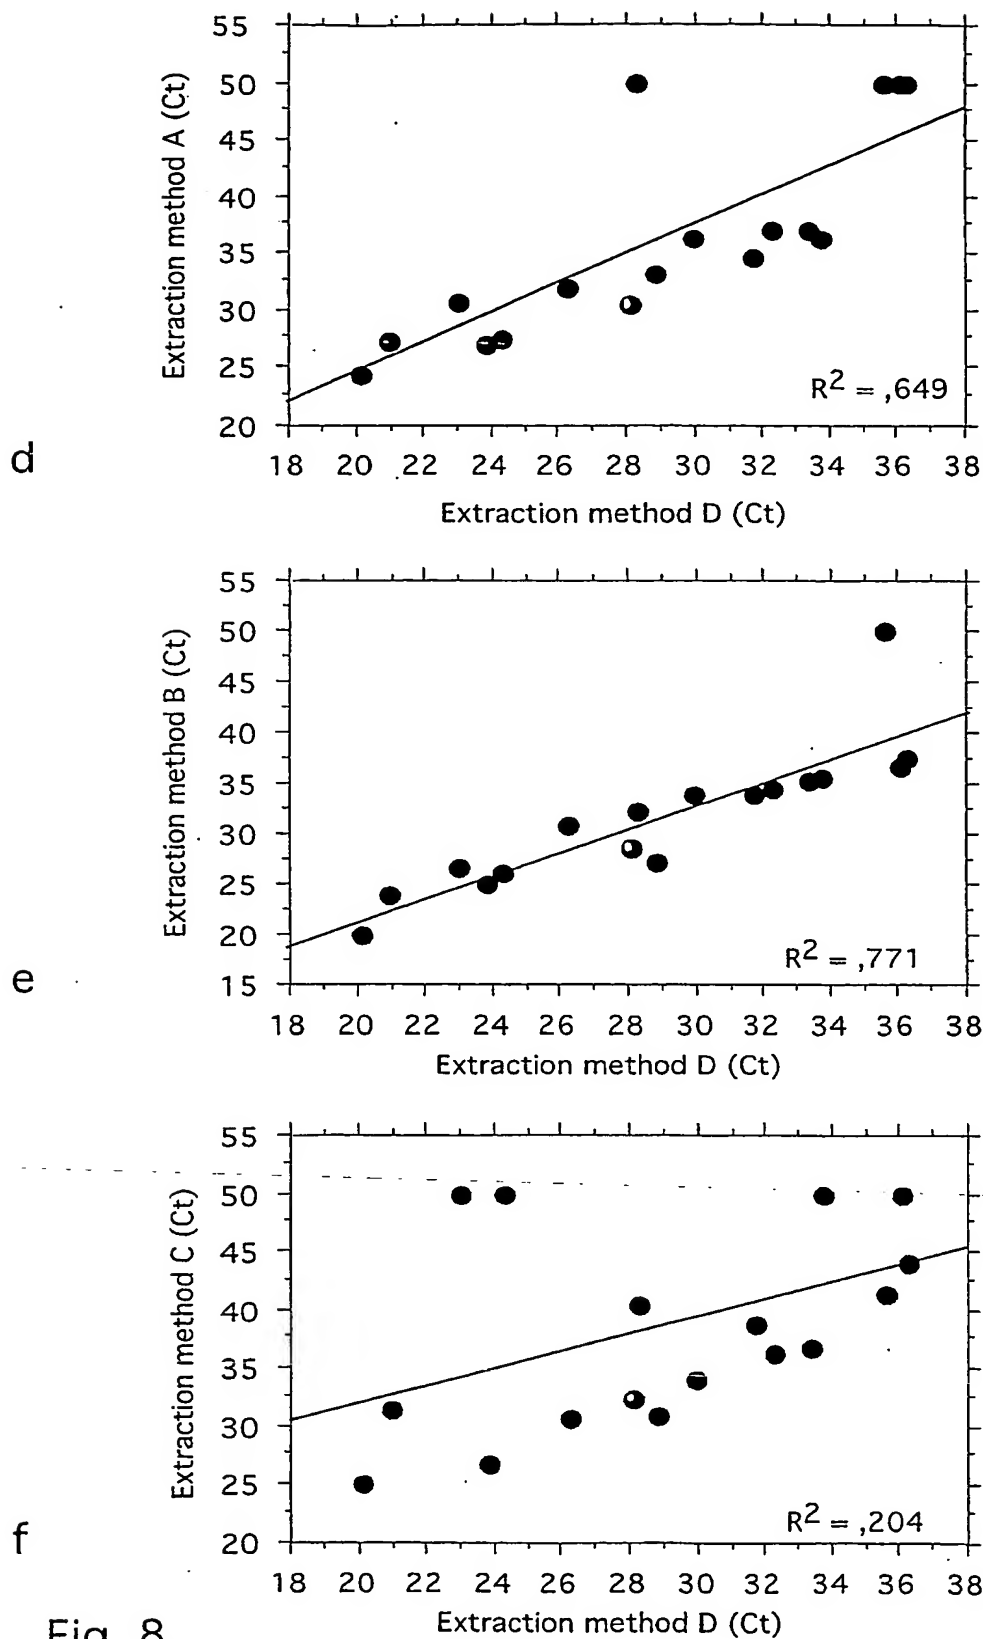 55
50
45
40
35
30
25
20
Extraction method A (Ct)
R2 = ,649
18 20 22 24 26 28 30 32 34 36 38
Extraction method D (Ct)
d
55
50
45
40
35
30
25
20
15
Extraction method B (Ct)
R2 = ,771
18 20 22 24 26 28 30 32 34 36 38
Extraction method D (Ct)
e
55
50
45
40
35
30
25
20
Extraction method C (Ct)
R2 = ,204
18 20 22 24 26 28 30 32 34 36 38
Extraction method D (Ct)
f
Fig. 8